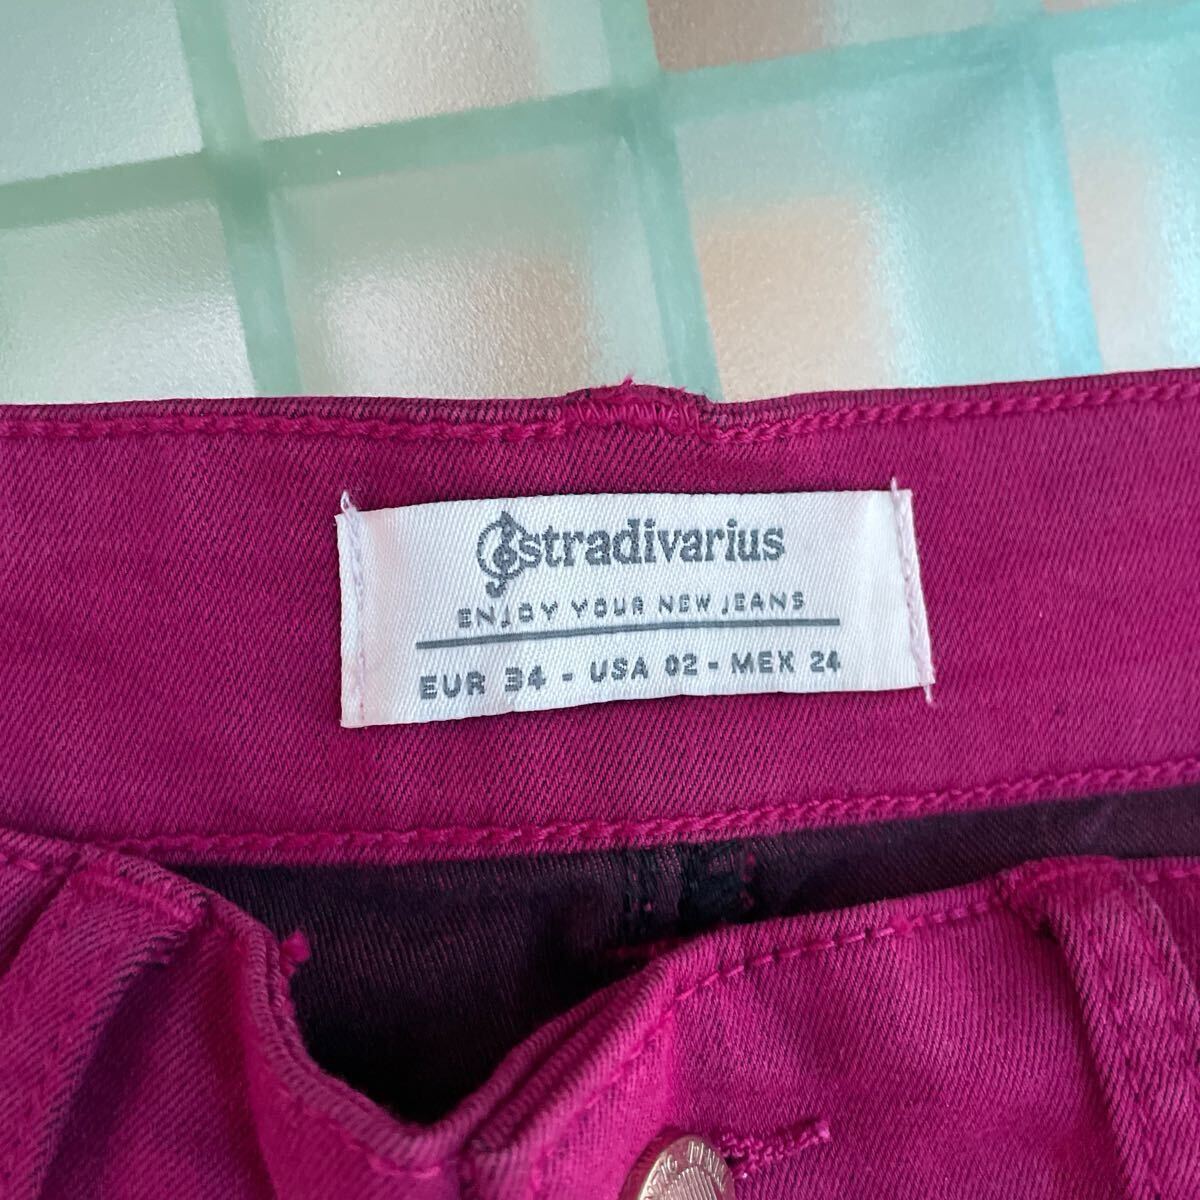 stradivarius
ENJOY YOUR NEW JEANS
EUR 34 - USA 02 - MEX 24